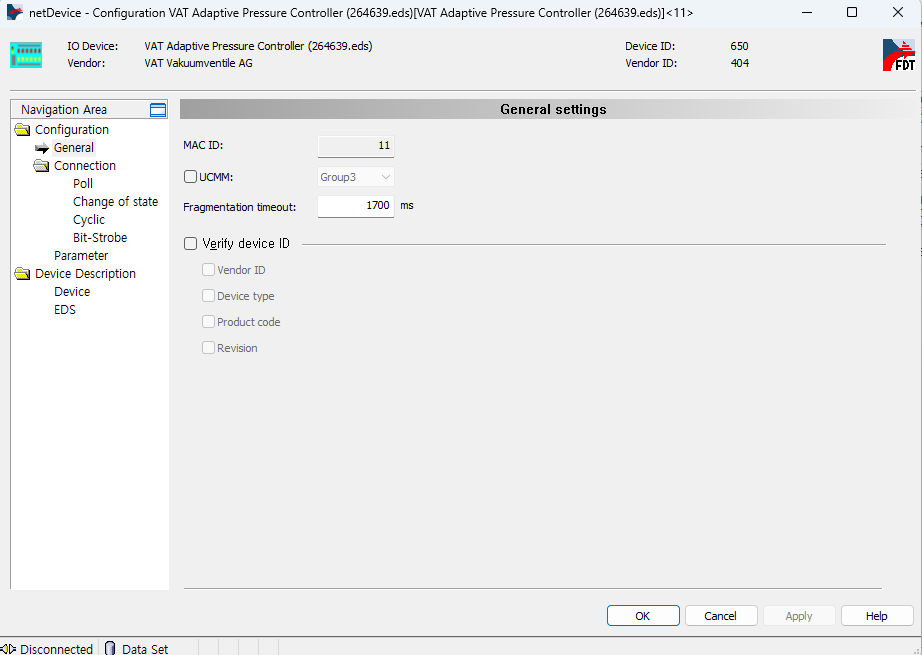 netDevice - Configuration VAT Adaptive Pressure Controller (264639.eds)[VAT Adaptive Pressure Controller (264639.eds)]<11>
IO Device: VAT Adaptive Pressure Controller (264639.eds) Device ID: 650
Vendor: VAT Vakuumventile AG Vendor ID: 404
FDT
Navigation Area
General settings
Configuration
General
Connection
Poll
Change of state
Cyclic
Bit-Strobe
Parameter
Device Description
Device
EDS
MAC ID: 11
UCMM: Group3
Fragmentation timeout: 1700 ms
Verify device ID
Vendor ID
Device type
Product code
Revision
OK Cancel Apply Help
Disconnected Data Set